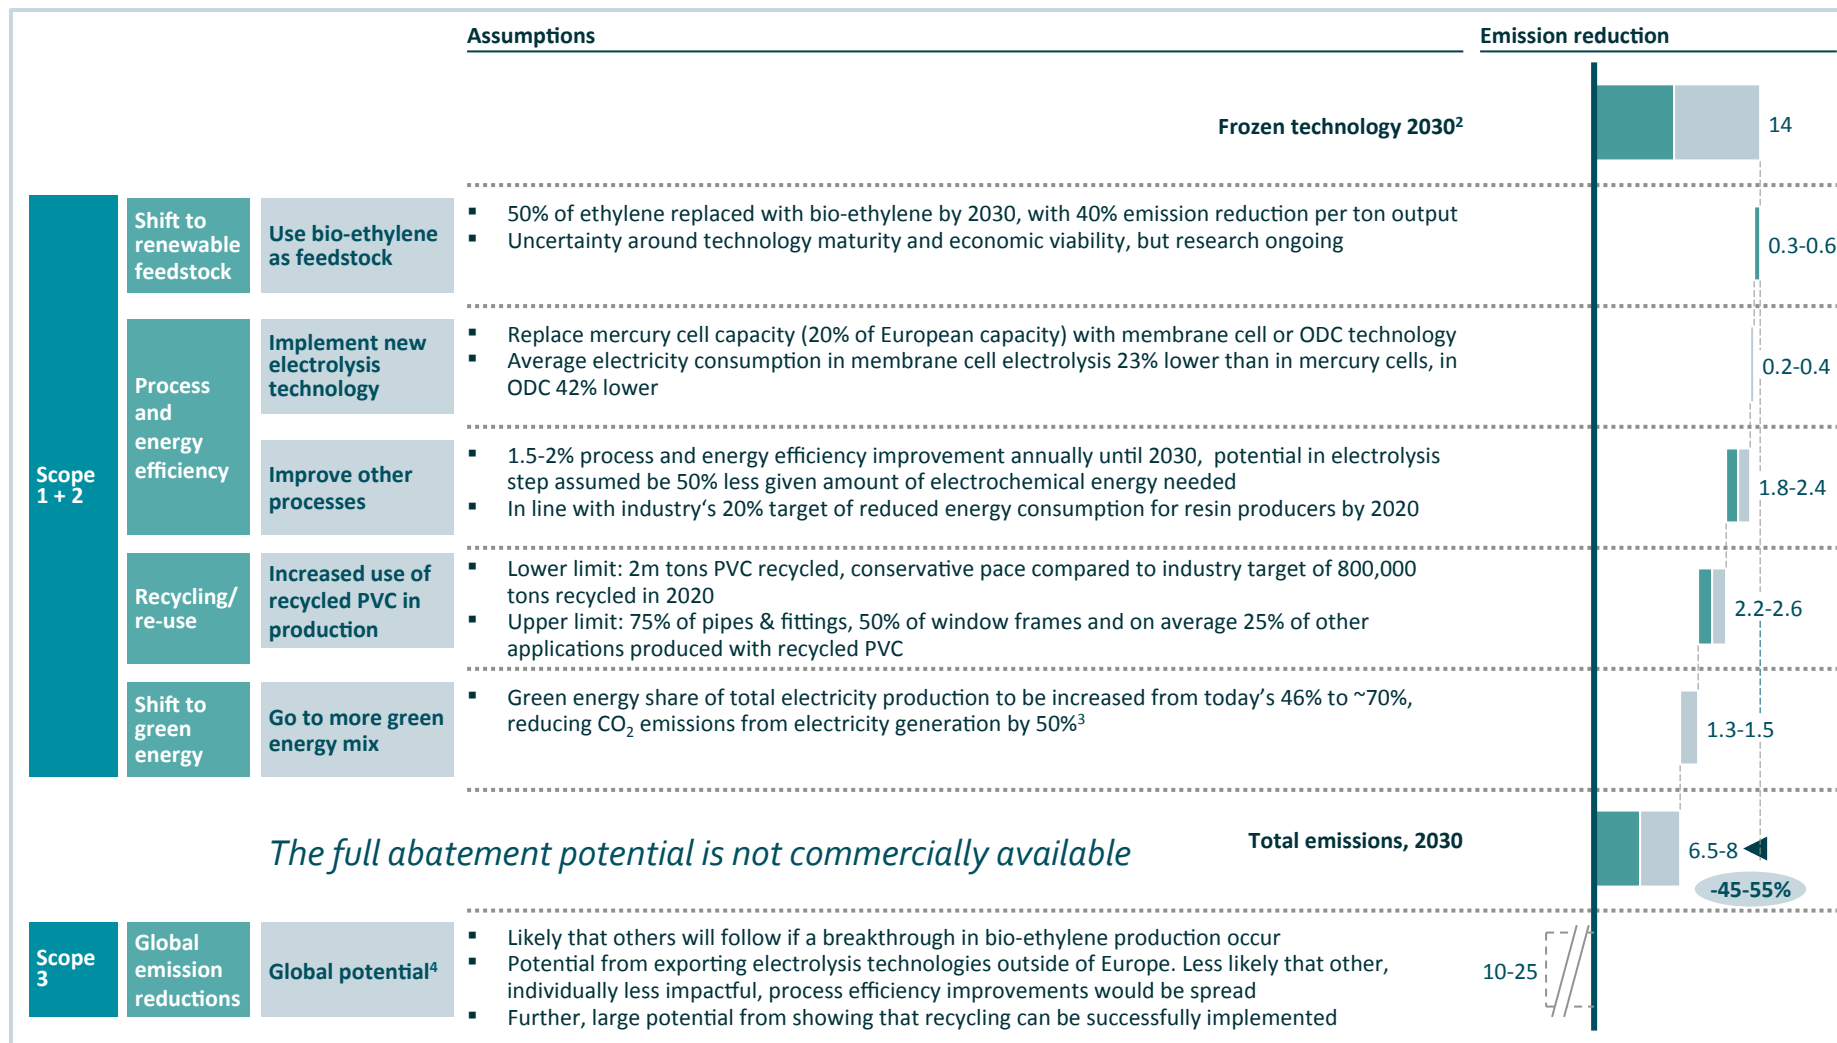 Assumptions
Emission reduction
Frozen technology 2030²
14
Scope
1 + 2
Shift to
renewable
feedstock
Use bio-ethylene
as feedstock
▪ 50% of ethylene replaced with bio-ethylene by 2030, with 40% emission reduction per ton output
▪ Uncertainty around technology maturity and economic viability, but research ongoing
0.3-0.6
Process
and
energy
efficiency
Implement new
electrolysis
technology
▪ Replace mercury cell capacity (20% of European capacity) with membrane cell or ODC technology
▪ Average electricity consumption in membrane cell electrolysis 23% lower than in mercury cells, in
ODC 42% lower
0.2-0.4
Improve other
processes
▪ 1.5-2% process and energy efficiency improvement annually until 2030,  potential in electrolysis
step assumed be 50% less given amount of electrochemical energy needed
▪ In line with industry‘s 20% target of reduced energy consumption for resin producers by 2020
1.8-2.4
Recycling/
re-use
Increased use of
recycled PVC in
production
▪ Lower limit: 2m tons PVC recycled, conservative pace compared to industry target of 800,000
tons recycled in 2020
▪ Upper limit: 75% of pipes & fittings, 50% of window frames and on average 25% of other
applications produced with recycled PVC
2.2-2.6
Shift to
green
energy
Go to more green
energy mix
▪ Green energy share of total electricity production to be increased from today’s 46% to ~70%,
reducing CO₂ emissions from electricity generation by 50%³
1.3-1.5
The full abatement potential is not commercially available
Total emissions, 2030
6.5-8
-45-55%
Scope
3
Global
emission
reductions
Global potential⁴
▪ Likely that others will follow if a breakthrough in bio-ethylene production occur
▪ Potential from exporting electrolysis technologies outside of Europe. Less likely that other,
individually less impactful, process efficiency improvements would be spread
▪ Further, large potential from showing that recycling can be successfully implemented
10-25